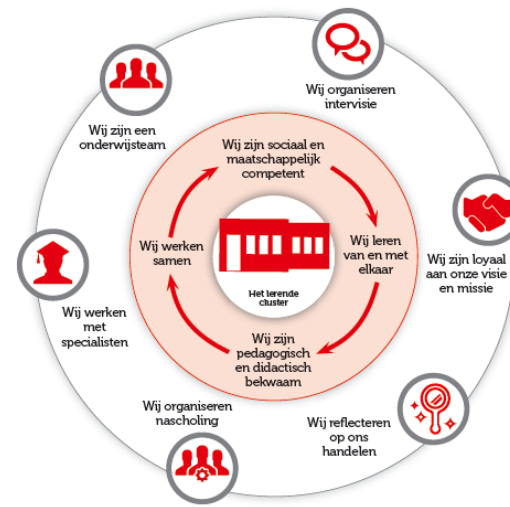 Wij organiseren
intervisie
Wij zijn een
onderwijsteam
Wij zijn sociaal en
maatschappelijk
competent
Wij werken
samen
Wij leren
van en met
elkaar
Het lerende
cluster
Wij zijn loyaal
aan onze visie
en missie
Wij werken
met
specialisten
Wij zijn
pedagogisch
en didactisch
bekwaam
Wij organiseren
nascholing
Wij reflecteren
op ons
handelen